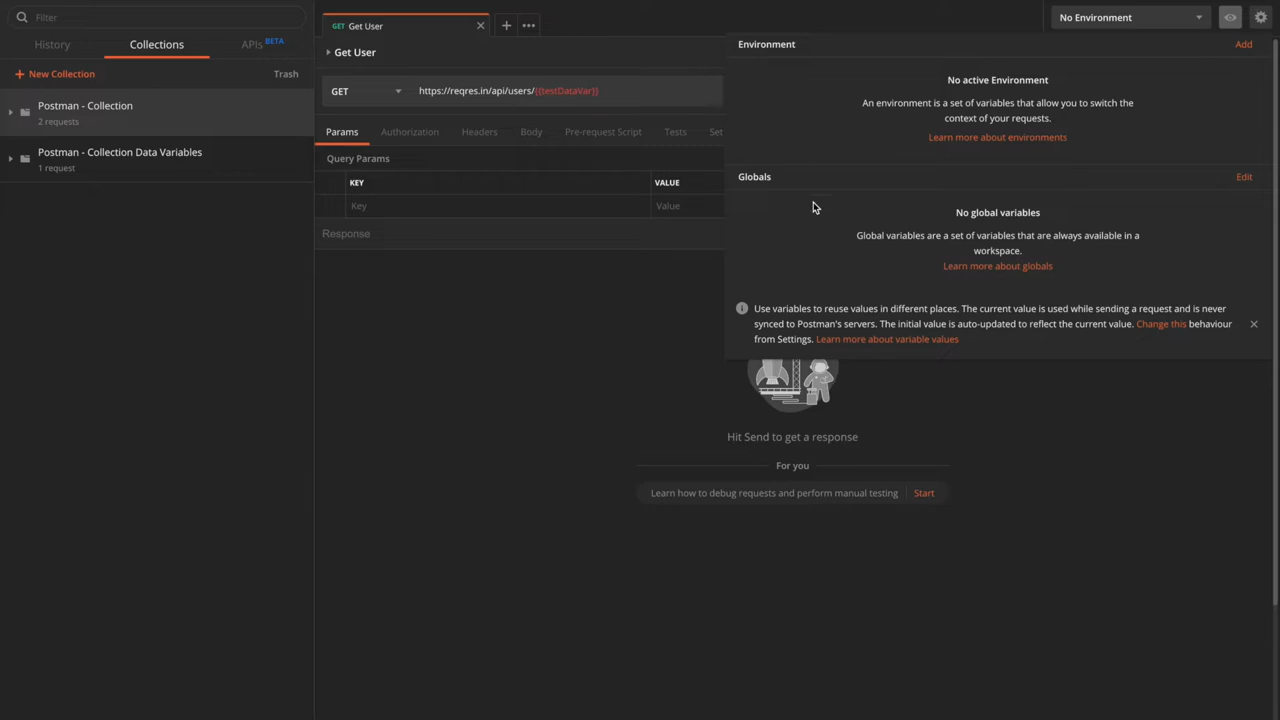 Filter
History
Collections
APIs BETA
+ New Collection
Trash
Postman - Collection
2 requests
Postman - Collection Data Variables
1 request
GET Get User
Get User
GET
https://reqres.in/api/users/{{testDataVar}}
Params
Authorization
Headers
Body
Pre-request Script
Tests
Set
Query Params
KEY
VALUE
Key
Value
Response
No Environment
Environment
Add
No active Environment
An environment is a set of variables that allow you to switch the
context of your requests.
Learn more about environments
Globals
Edit
No global variables
Global variables are a set of variables that are always available in a
workspace.
Learn more about globals
Use variables to reuse values in different places. The current value is used while sending a request and is never
synced to Postman's servers. The initial value is auto-updated to reflect the current value. Change this behaviour
from Settings. Learn more about variable values
Hit Send to get a response
For you
Learn how to debug requests and perform manual testing
Start